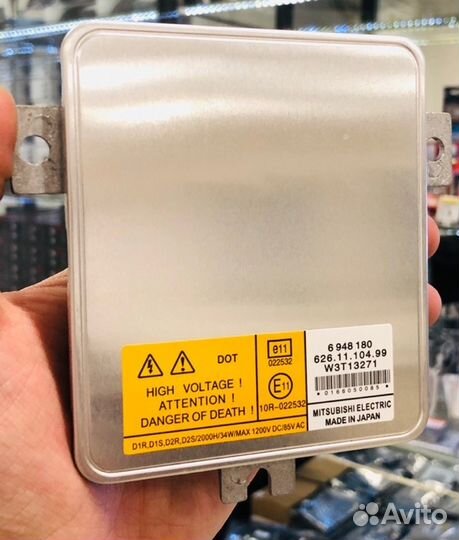 DOT
HIGH VOLTAGE !
ATTENTION !
DANGER OF DEATH !
e11
022532
E11
10R-022532
D1R,D1S,D2R,D2S/2000H/34W/MAX 1200V DC/85V AC
6 948 180
626.11.104.99
W3T13271
0166050085
MITSUBISHI ELECTRIC
MADE IN JAPAN
Avito